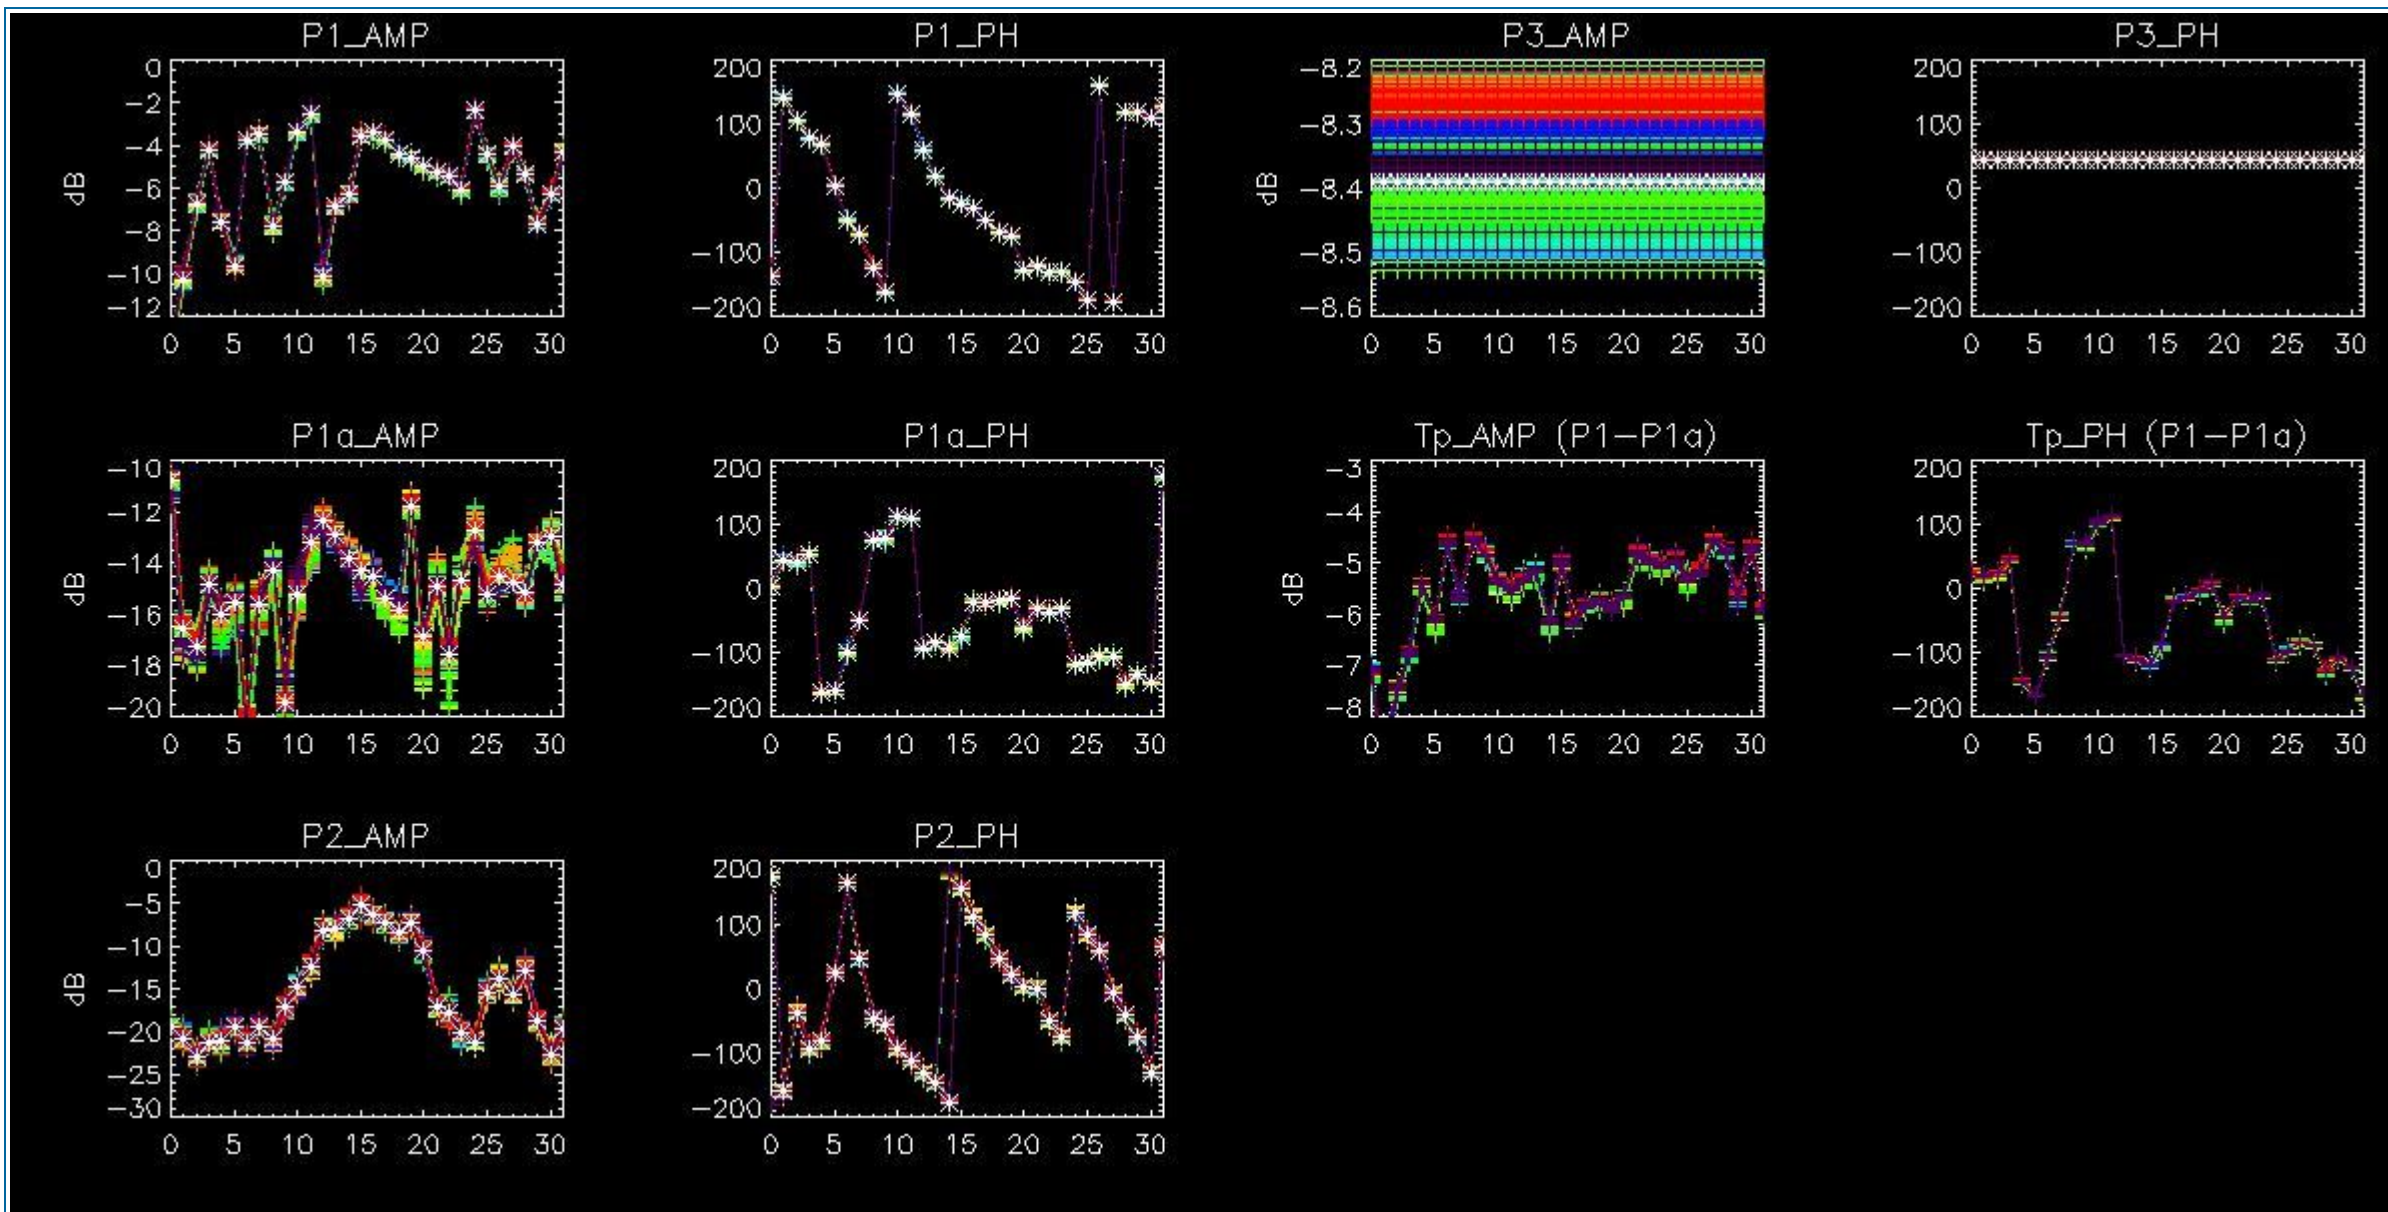 P1_AMP P1_PH P3_AMP P3_PH
0 200 -8.2 200
-2
-4 100 -8.3 100
-6 0 -8.4 0
-8
-10 -100 -8.5 -100
-12 -200 -8.6 -200
dB dB
0 5 10 15 20 25 30 0 5 10 15 20 25 30 0 5 10 15 20 25 30 0 5 10 15 20 25 30
P1a_AMP P1a_PH Tp_AMP (P1-P1a) Tp_PH (P1-P1a)
-10 200 -3 200
-12 100 -4 100
-14 0 -5 0
-16 -100 -6 -100
-18 -7
-20 -200 -8 -200
dB dB
0 5 10 15 20 25 30 0 5 10 15 20 25 30 0 5 10 15 20 25 30 0 5 10 15 20 25 30
P2_AMP P2_PH
0 200
-5 100
-10
-15 0
-20 -100
-25
-30 -200
dB
0 5 10 15 20 25 30 0 5 10 15 20 25 30